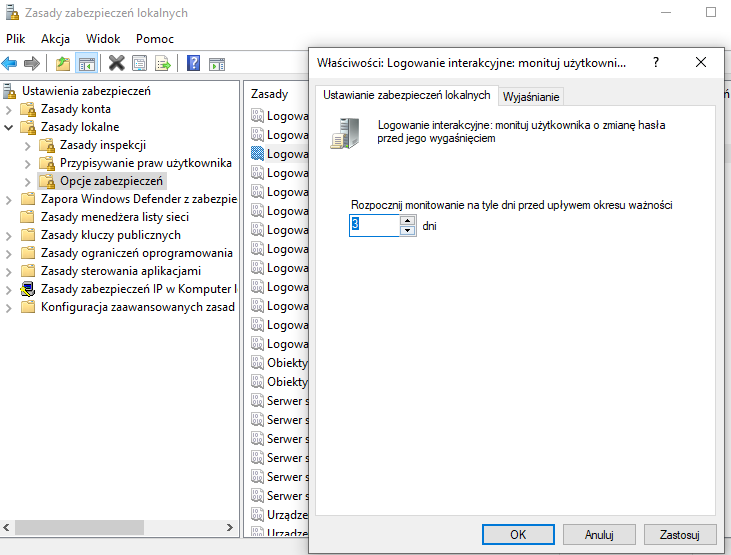 Zasady zabezpieczeń lokalnych
Plik Akcja Widok Pomoc
Ustawienia zabezpieczeń
Zasady konta
Zasady lokalne
Zasady inspekcji
Przypisywanie praw użytkownika
Opcje zabezpieczeń
Zapora Windows Defender z zabezpie
Zasady menedżera listy sieci
Zasady kluczy publicznych
Zasady ograniczeń oprogramowania
Zasady sterowania aplikacjami
Zasady zabezpieczeń IP w Komputer l
Konfiguracja zaawansowanych zasad
Zasady
Logowa
Logowa
Logowa
Logowa
Logowa
Logowa
Logowa
Logowa
Logowa
Logowa
Logowa
Logowa
Logowa
Obiekty
Obiekty
Serwer s
Serwer s
Serwer s
Serwer s
Serwer s
Serwer s
Urządze
Urządze
Właściwości: Logowanie interakcyjne: monituj użytkowni... ?
Ustawianie zabezpieczeń lokalnych Wyjaśnianie
Logowanie interakcyjne: monituj użytkownika o zmianę hasła
przed jego wygaśnięciem
Rozpocznij monitowanie na tyle dni przed upływem okresu ważności
3 dni
OK Anuluj Zastosuj